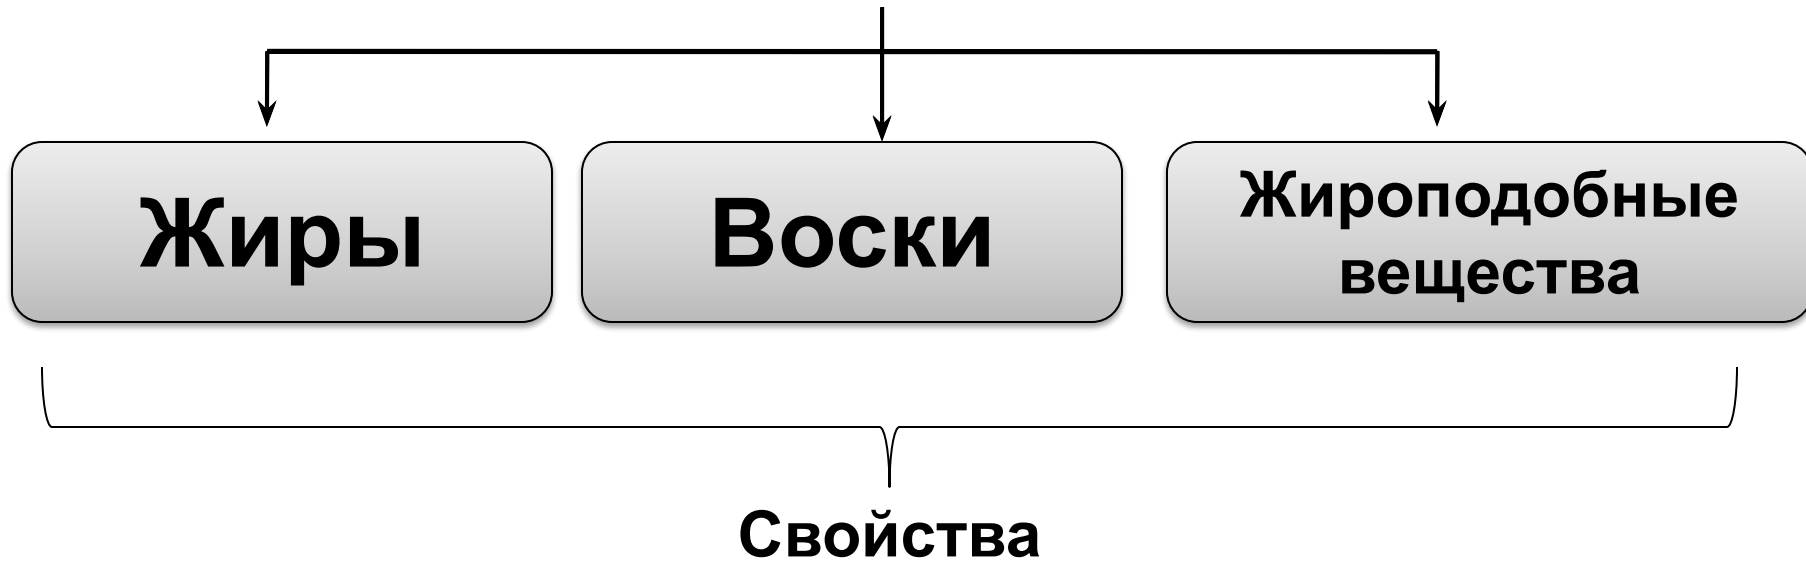 Жиры
Воски
Жироподобные
вещества
Свойства